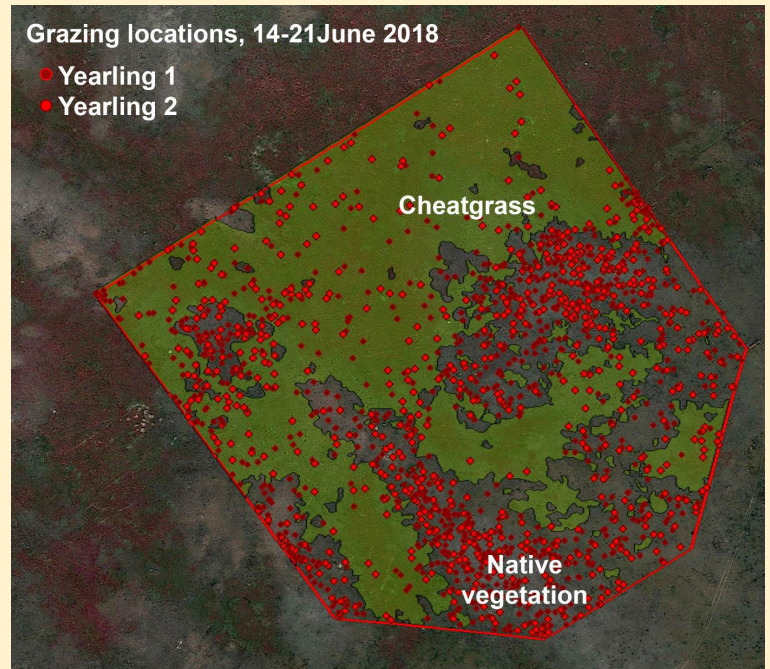 Grazing locations, 14-21June 2018
Yearling 1
Yearling 2
Cheatgrass
Native
vegetation